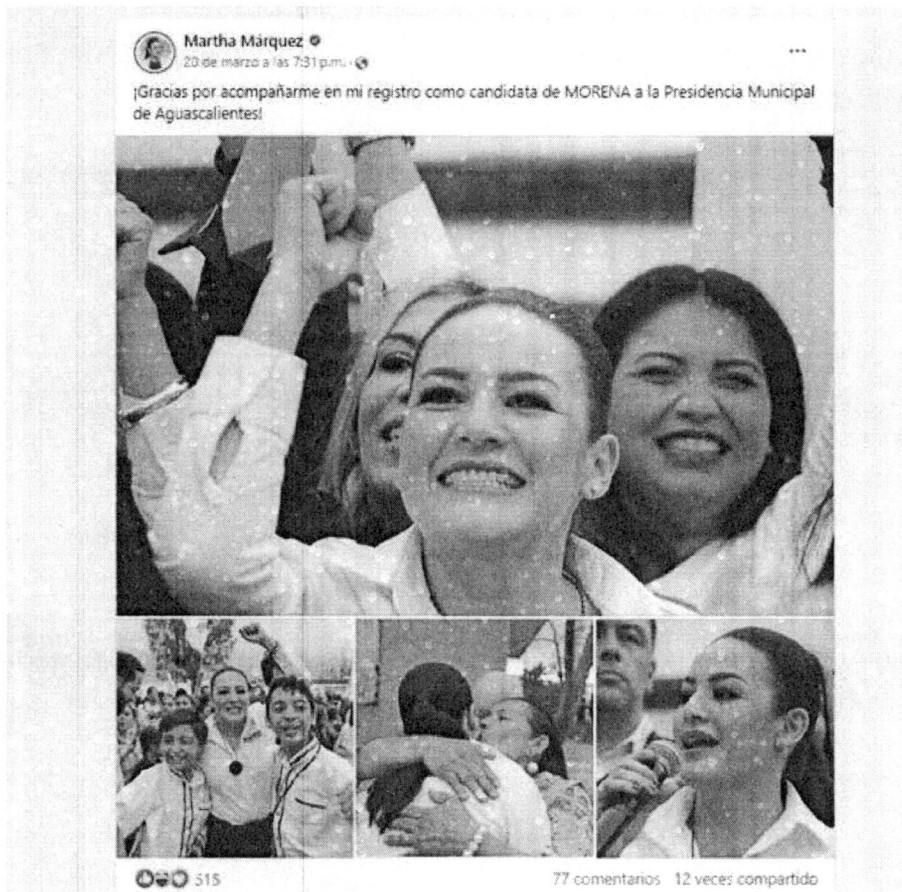 Martha Márquez
20 de marzo a las 7:31 p.m. ·
¡Gracias por acompañarme en mi registro como candidata de MORENA a la Presidencia Municipal
de Aguascalientes!
515
77 comentarios 12 veces compartido